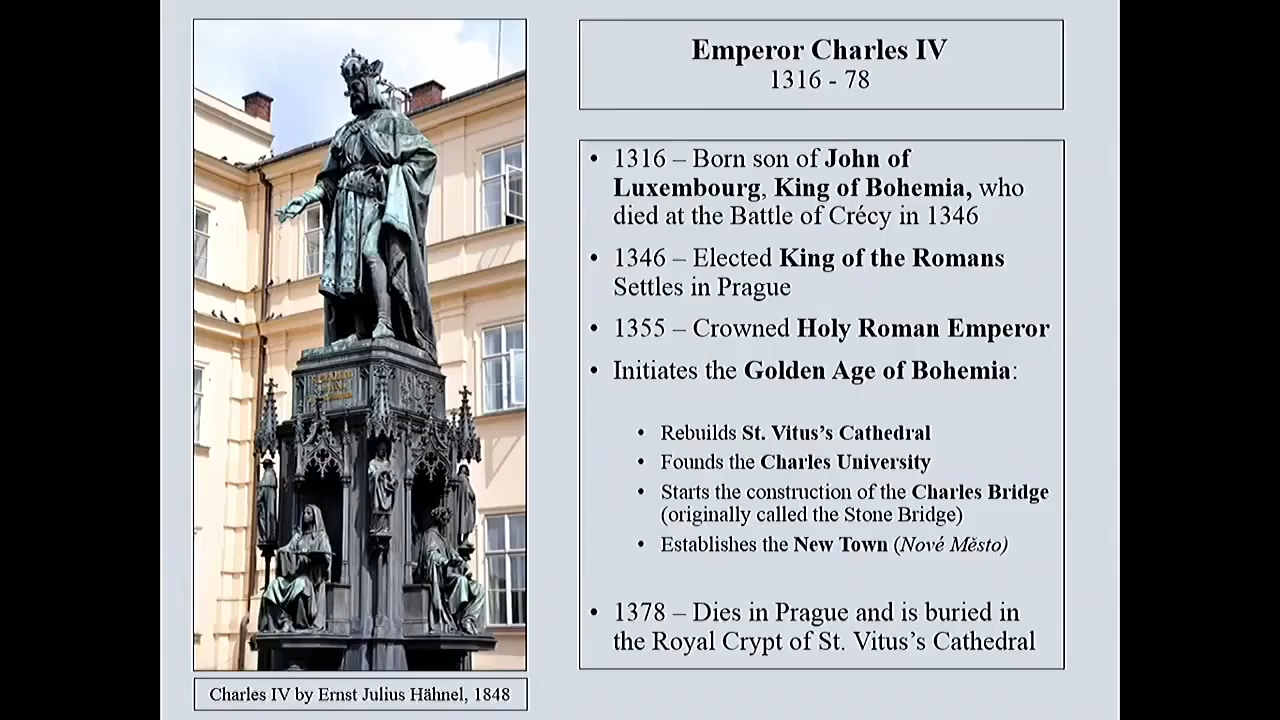 Emperor Charles IV
1316 - 78
• 1316 – Born son of John of
Luxembourg, King of Bohemia, who
died at the Battle of Crécy in 1346
• 1346 – Elected King of the Romans
Settles in Prague
• 1355 – Crowned Holy Roman Emperor
• Initiates the Golden Age of Bohemia:
• Rebuilds St. Vitus’s Cathedral
• Founds the Charles University
• Starts the construction of the Charles Bridge
(originally called the Stone Bridge)
• Establishes the New Town (Nové Město)
• 1378 – Dies in Prague and is buried in
the Royal Crypt of St. Vitus’s Cathedral
Charles IV by Ernst Julius Hähnel, 1848